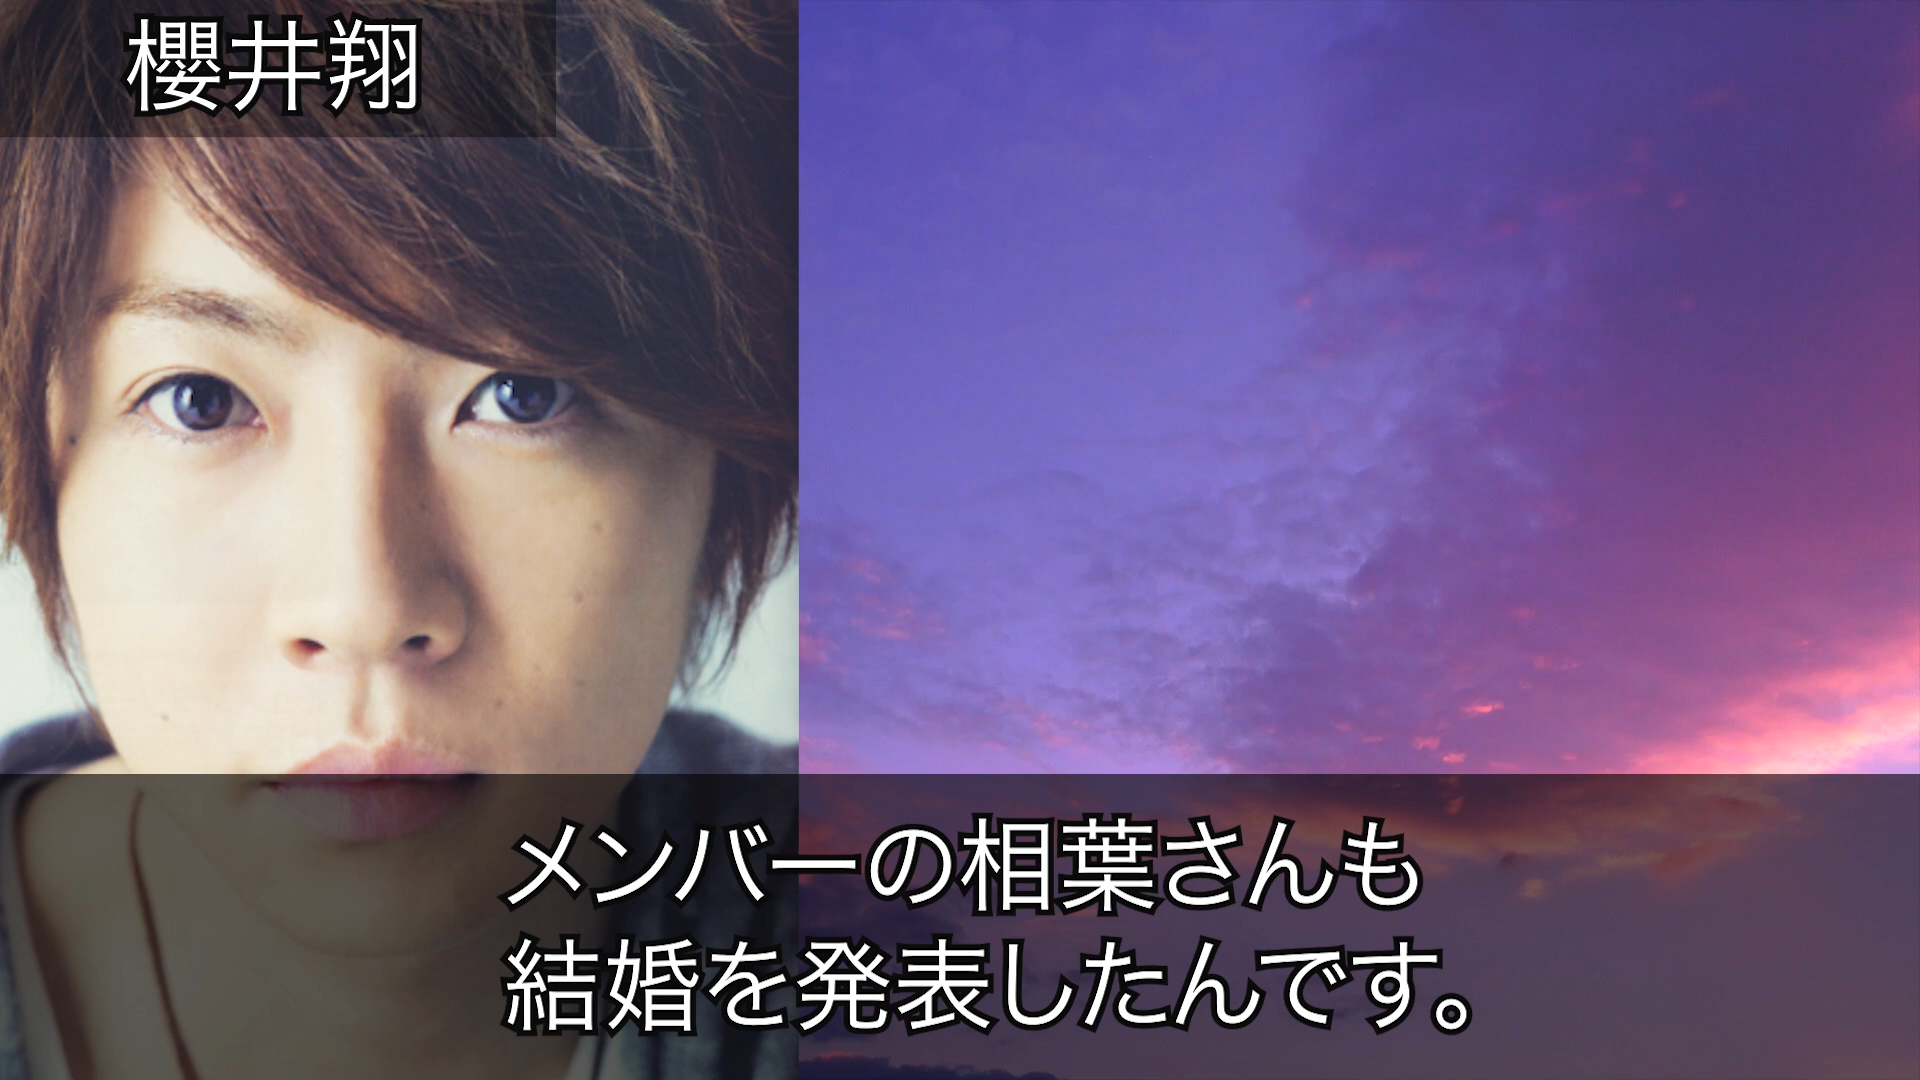 櫻井翔
メンバーの相葉さんも
結婚を発表したんです。